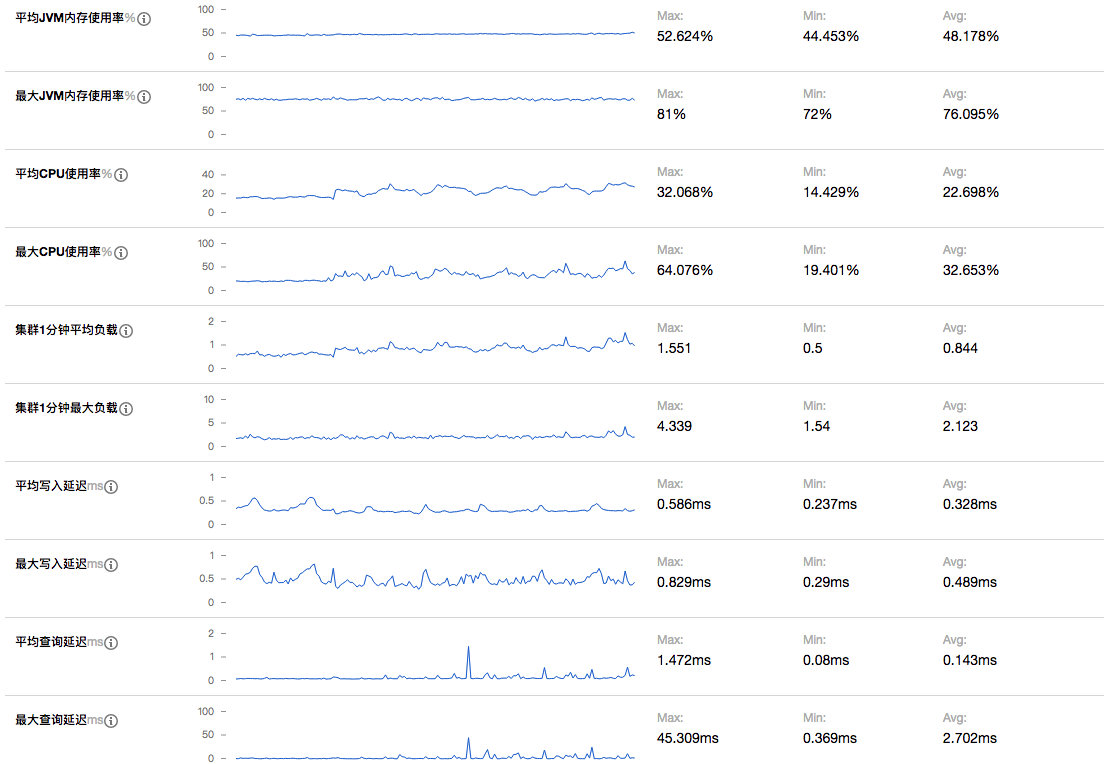 平均JVM内存使用率%
100
50
0
Max:
Min:
Avg:
52.624%
44.453%
48.178%
最大JVM内存使用率%
100
50
0
Max:
Min:
Avg:
81%
72%
76.095%
平均CPU使用率%
40
20
0
Max:
Min:
Avg:
32.068%
14.429%
22.698%
最大CPU使用率%
100
50
0
Max:
Min:
Avg:
64.076%
19.401%
32.653%
集群1分钟平均负载
2
1
0
Max:
Min:
Avg:
1.551
0.5
0.844
集群1分钟最大负载
10
5
0
Max:
Min:
Avg:
4.339
1.54
2.123
平均写入延迟ms
1
0.5
0
Max:
Min:
Avg:
0.586ms
0.237ms
0.328ms
最大写入延迟ms
1
0.5
0
Max:
Min:
Avg:
0.829ms
0.29ms
0.489ms
平均查询延迟ms
2
1
0
Max:
Min:
Avg:
1.472ms
0.08ms
0.143ms
最大查询延迟ms
100
50
0
Max:
Min:
Avg:
45.309ms
0.369ms
2.702ms